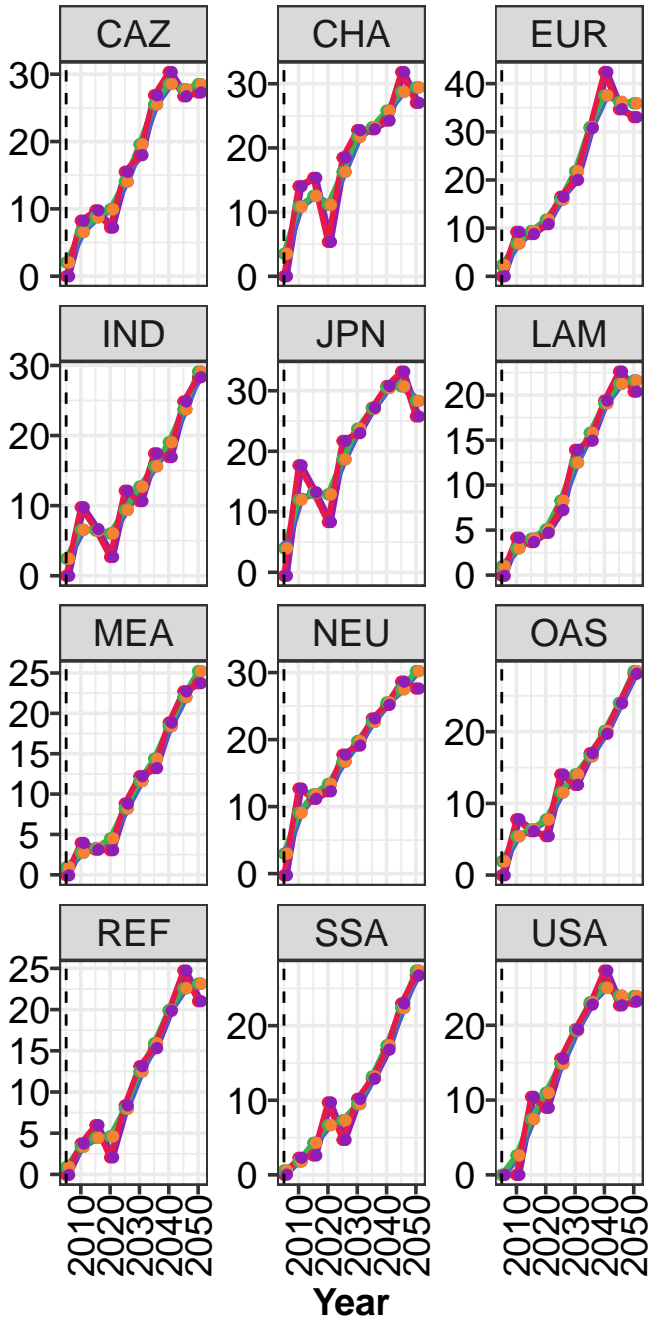 CAZ CHA EUR
30 30 40
20 20 30
10 10 20
0 0 10
0
IND JPN LAM
30 30 20
20 20 15
10 10 10
0 0 5
0
MEA NEU OAS
25 30 20
20 20 10
15 10 0
10 0
5
0
REF SSA USA
25 20 20
20 10 10
15 0 0
10
5
0
2010 2020 2030 2040 2050 2010 2020 2030 2040 2050 2010 2020 2030 2040 2050
Year